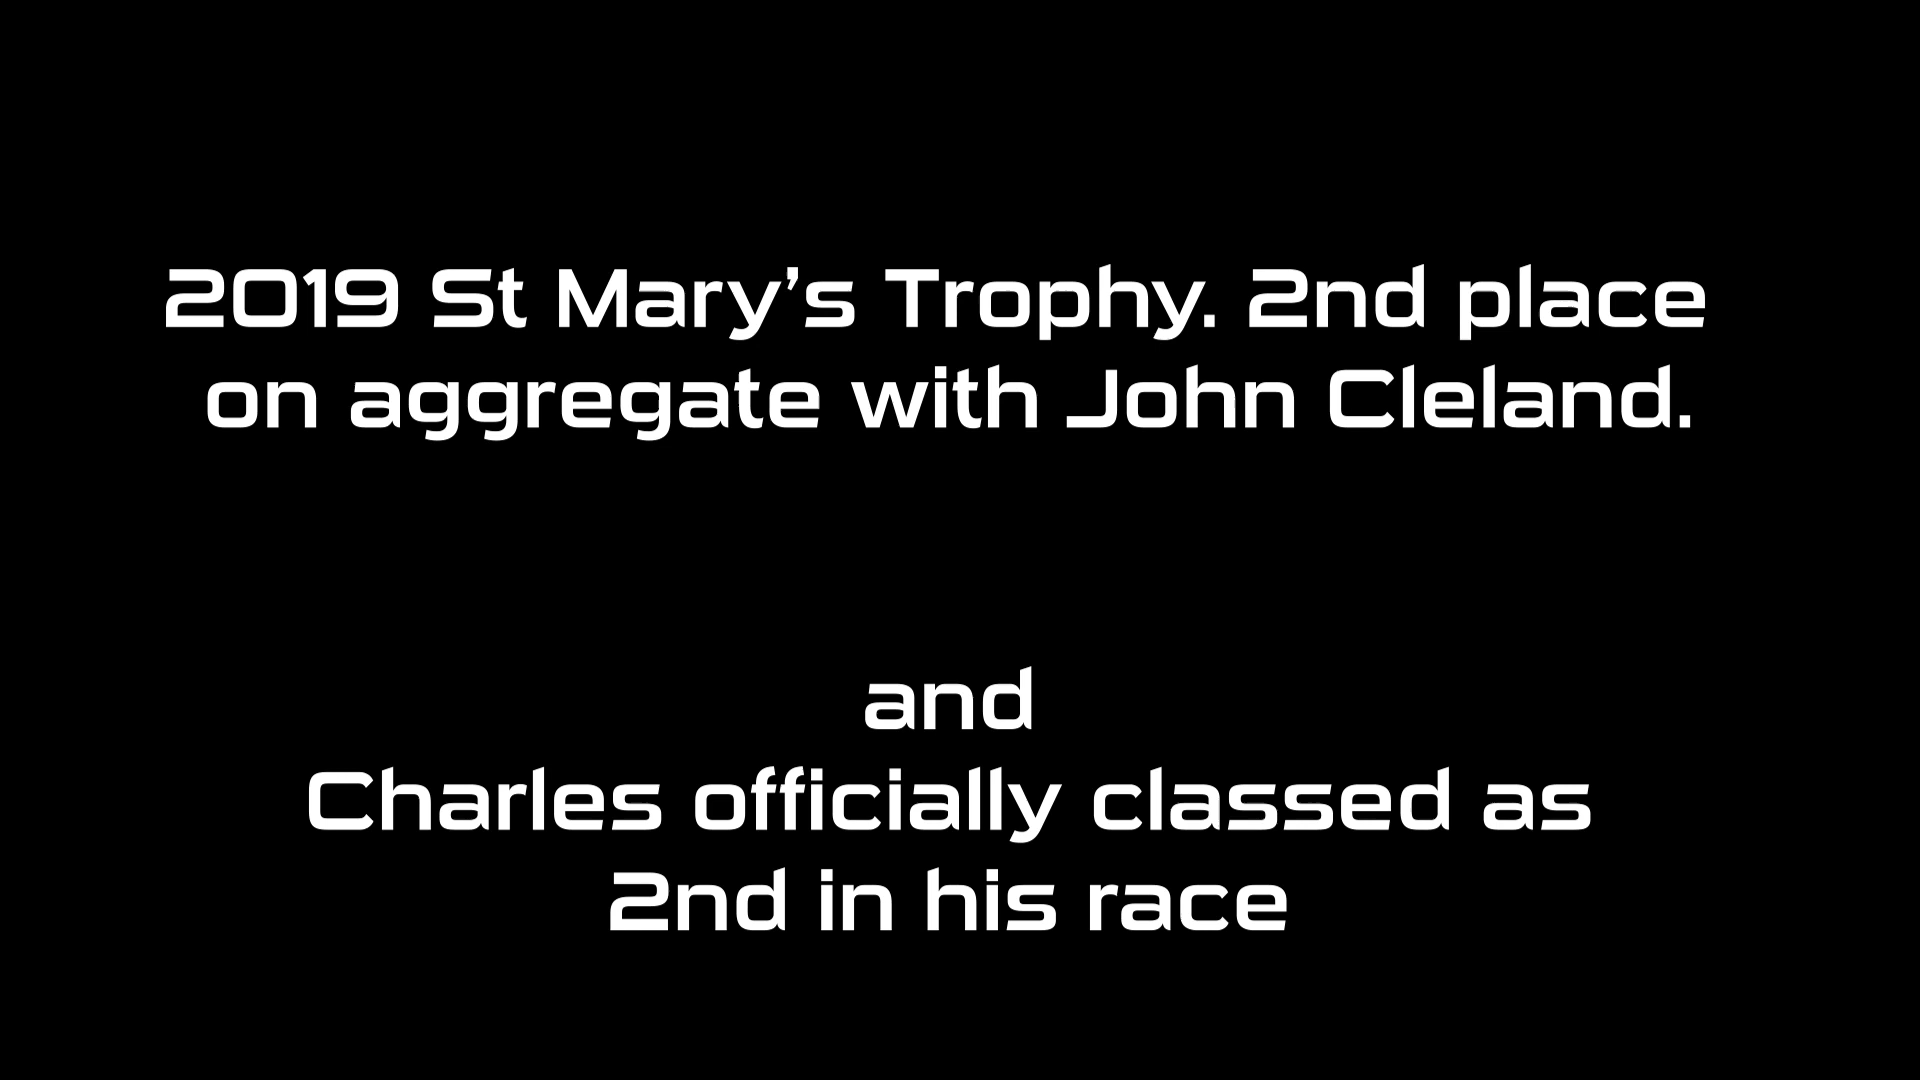 2019 St Mary’s Trophy. 2nd place
on aggregate with John Cleland.
and
Charles officially classed as
2nd in his race